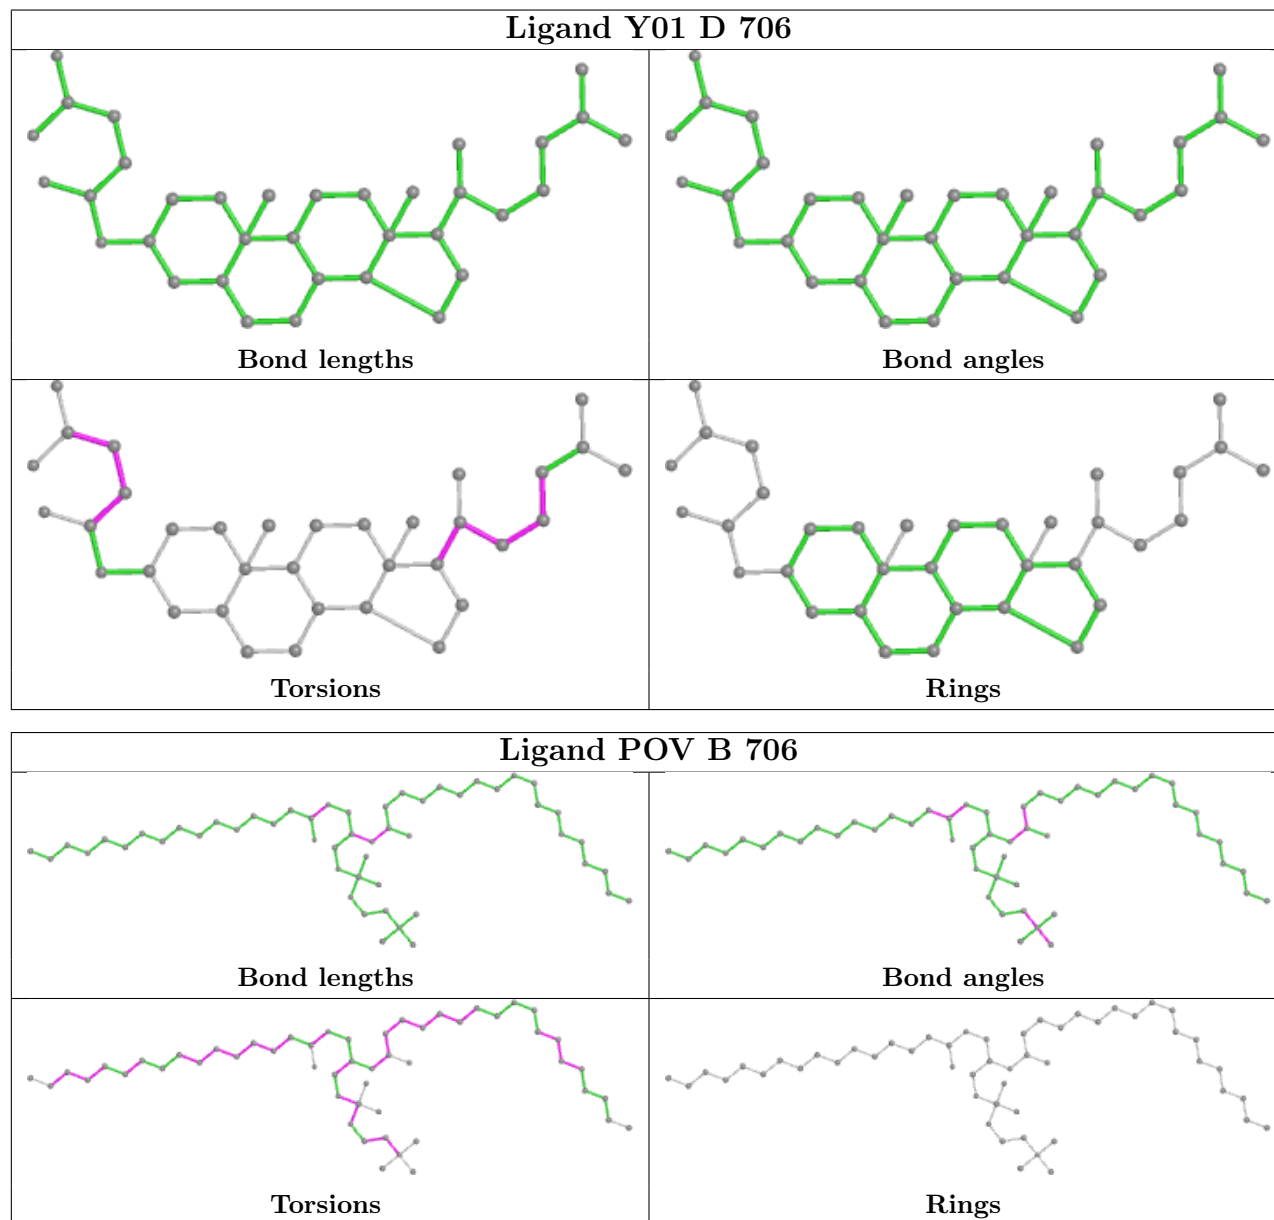 Ligand Y01 D 706
Bond lengths
Bond angles
Torsions
Rings
Ligand POV B 706
Bond lengths
Bond angles
Torsions
Rings